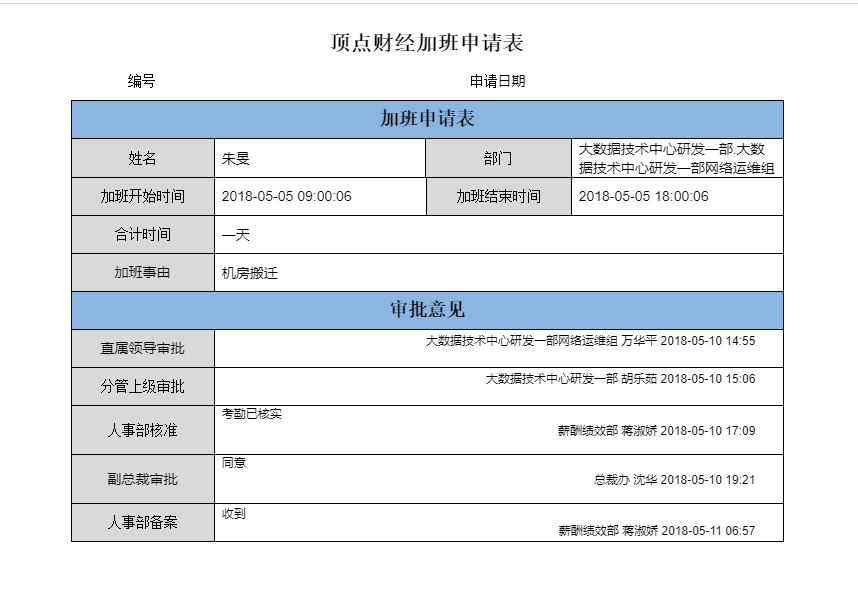 顶点财经加班申请表
编号 申请日期
加班申请表
姓名 朱旻 部门 大数据技术中心研发一部.大数
据技术中心研发一部网络运维组
加班开始时间 2018-05-05 09:00:06 加班结束时间 2018-05-05 18:00:06
合计时间 一天
加班事由 机房搬迁
审批意见
直属领导审批 大数据技术中心研发一部网络运维组 万华平 2018-05-10 14:55
分管上级审批 大数据技术中心研发一部 胡乐茹 2018-05-10 15:06
人事部核准 考勤已核实
薪酬绩效部 蒋淑娇 2018-05-10 17:09
副总裁审批 同意
总裁办 沈华 2018-05-10 19:21
人事部备案 收到
薪酬绩效部 蒋淑娇 2018-05-11 06:57